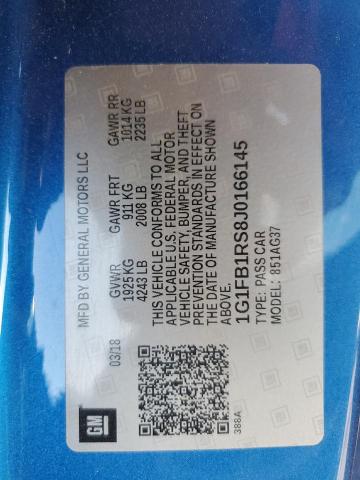 MFD BY GENERAL MOTORS LLC
03/18 GVWR GAWR FRT GAWR RR
1925 KG 911 KG 1014 KG
4243 LB 2008 LB 2235 LB
THIS VEHICLE CONFORMS TO ALL
APPLICABLE U.S. FEDERAL MOTOR
VEHICLE SAFETY, BUMPER, AND THEFT
PREVENTION STANDARDS IN EFFECT ON
THE DATE OF MANUFACTURE SHOWN
ABOVE.
1G1FB1RS8J0166145
TYPE: PASS CAR
MODEL: 851AG37
GM
388A